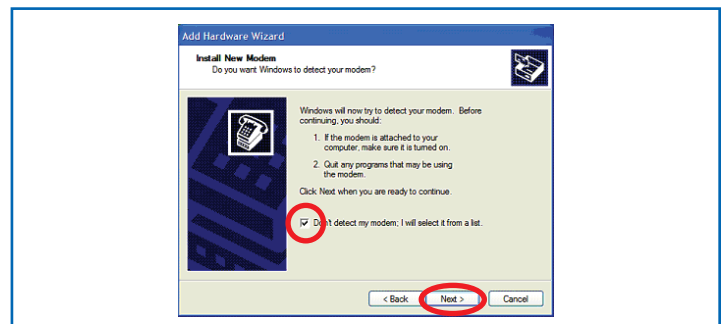 Add Hardware Wizard
Install New Modem
Do you want Windows to detect your modem?
Windows will now try to detect your modem. Before
continuing, you should:
1. If the modem is attached to your
computer, make sure it is turned on.
2. Quit any programs that may be using
the modem.
Click Next when you are ready to continue.
Don't detect my modem; I will select it from a list.
< Back
Next >
Cancel